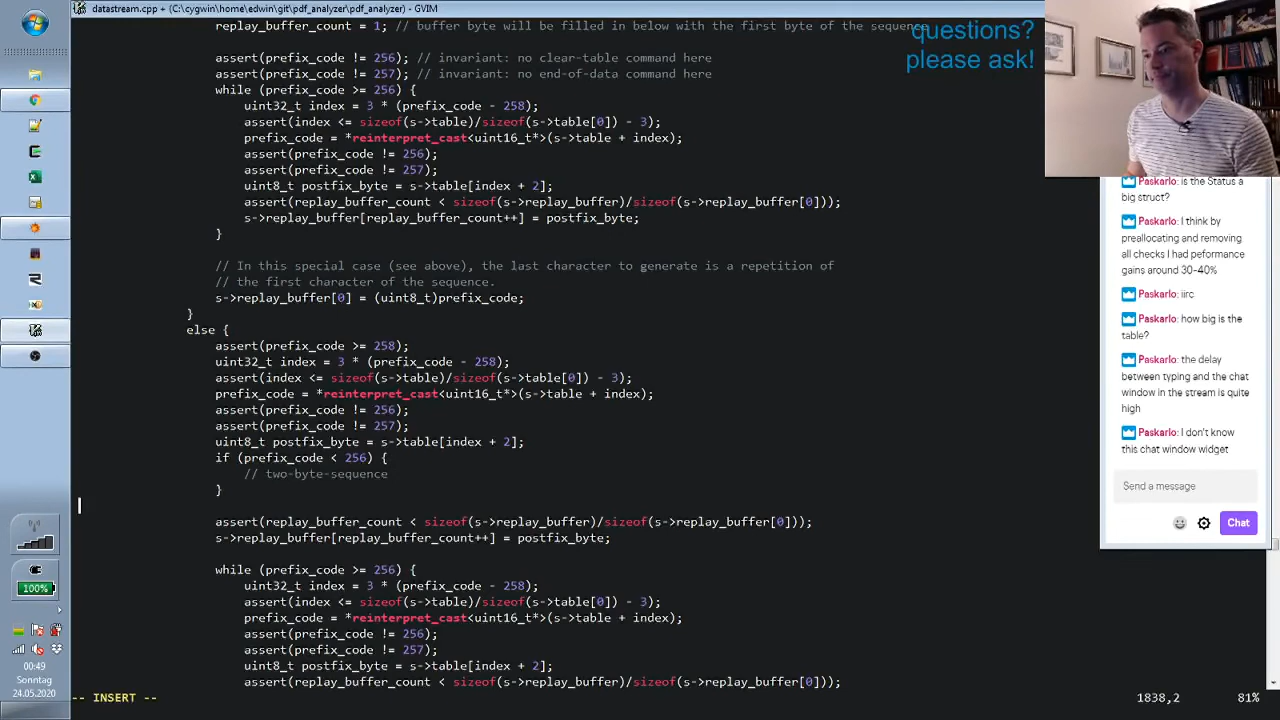 datastream.cpp + (C:\cygwin\home\edwin\git\pdf_analyzer\pdf_analyzer) - GVIM
replay_buffer_count = 1; // buffer byte will be filled in below with the first byte of the sequence
assert(prefix_code != 256); // invariant: no clear-table command here
assert(prefix_code != 257); // invariant: no end-of-data command here
while (prefix_code >= 256) {
uint32_t index = 3 * (prefix_code - 258);
assert(index <= sizeof(s->table)/sizeof(s->table[0]) - 3);
prefix_code = *reinterpret_cast<uint16_t*>(s->table + index);
assert(prefix_code != 256);
assert(prefix_code != 257);
uint8_t postfix_byte = s->table[index + 2];
assert(replay_buffer_count < sizeof(s->replay_buffer)/sizeof(s->replay_buffer[0]));
s->replay_buffer[replay_buffer_count++] = postfix_byte;
}
// In this special case (see above), the last character to generate is a repetition of
// the first character of the sequence.
s->replay_buffer[0] = (uint8_t)prefix_code;
}
else {
assert(prefix_code >= 258);
uint32_t index = 3 * (prefix_code - 258);
assert(index <= sizeof(s->table)/sizeof(s->table[0]) - 3);
prefix_code = *reinterpret_cast<uint16_t*>(s->table + index);
assert(prefix_code != 256);
assert(prefix_code != 257);
uint8_t postfix_byte = s->table[index + 2];
if (prefix_code < 256) {
// two-byte-sequence
}
assert(replay_buffer_count < sizeof(s->replay_buffer)/sizeof(s->replay_buffer[0]));
s->replay_buffer[replay_buffer_count++] = postfix_byte;
while (prefix_code >= 256) {
uint32_t index = 3 * (prefix_code - 258);
assert(index <= sizeof(s->table)/sizeof(s->table[0]) - 3);
prefix_code = *reinterpret_cast<uint16_t*>(s->table + index);
assert(prefix_code != 256);
assert(prefix_code != 257);
uint8_t postfix_byte = s->table[index + 2];
assert(replay_buffer_count < sizeof(s->replay_buffer)/sizeof(s->replay_buffer[0]));
-- INSERT --
1838,2
81%
questions?
please ask!
Paskarlo: is the Status a
big struct?
Paskarlo: I think by
preallocating and removing
all checks I had peformance
gains around 30-40%
Paskarlo: iirc
Paskarlo: how big is the
table?
Paskarlo: the delay
between typing and the chat
window in the stream is quite
high
Paskarlo: I don't know
this chat window widget
Send a message
Chat
100%
00:49
Sonntag
24.05.2020